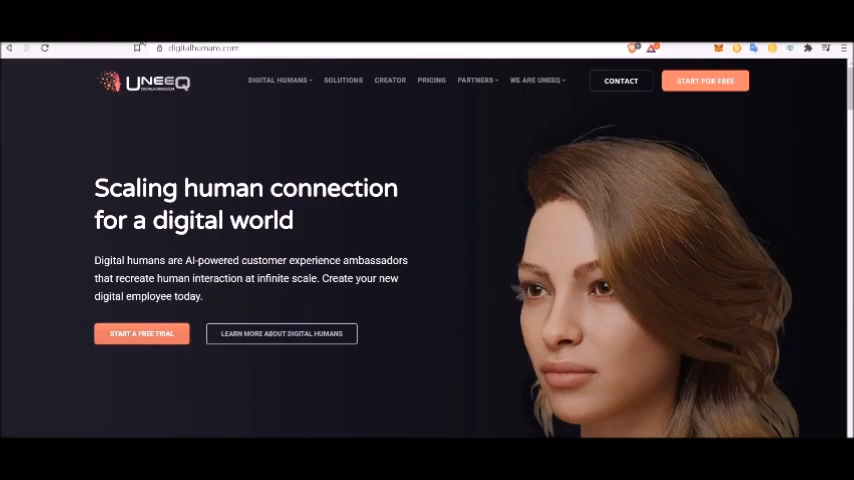 digitalhumans.com
UNEEQ
DIGITAL HUMANS SOLUTIONS CREATOR PRICING PARTNERS WE ARE UNEEQ CONTACT START FOR FREE
Scaling human connection
for a digital world
Digital humans are AI-powered customer experience ambassadors
that recreate human interaction at infinite scale. Create your new
digital employee today.
START A FREE TRIAL LEARN MORE ABOUT DIGITAL HUMANS